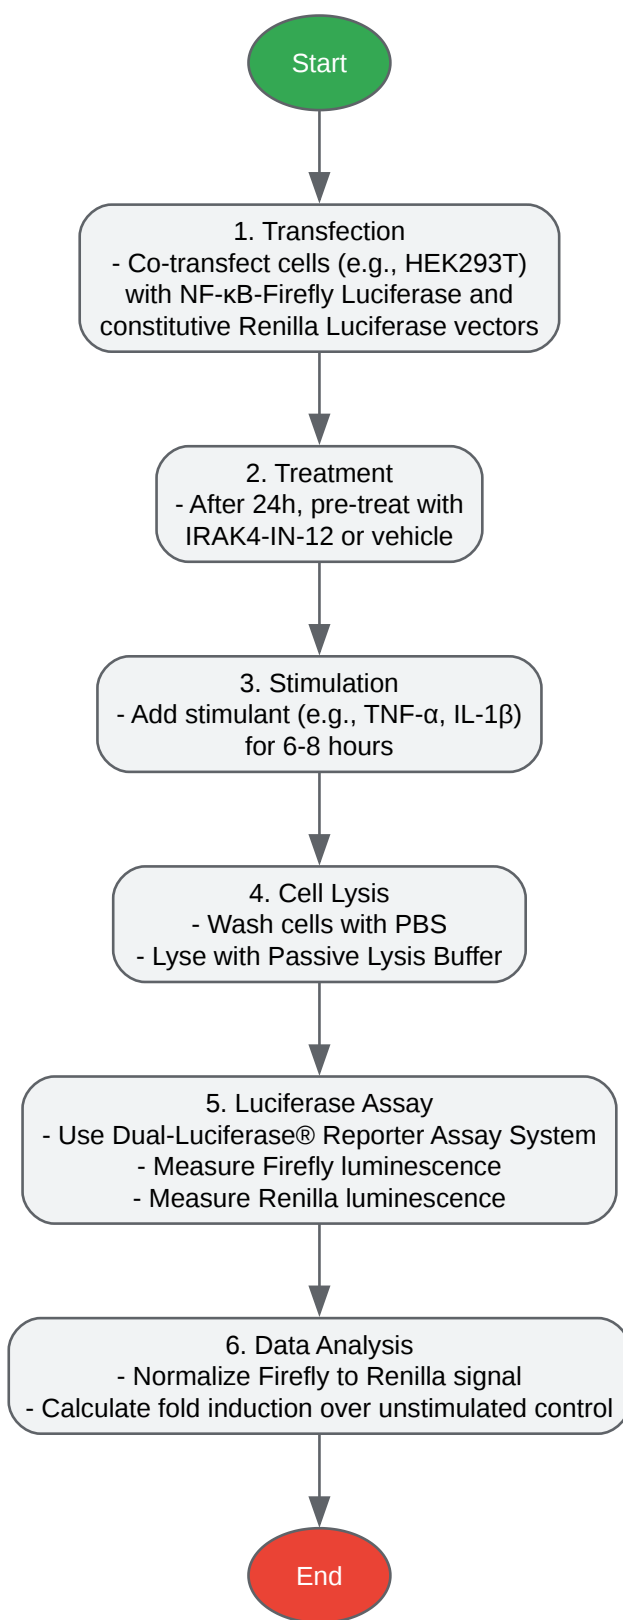 Start
1. Transfection
- Co-transfect cells (e.g., HEK293T)
with NF-κB-Firefly Luciferase and
constitutive Renilla Luciferase vectors
2. Treatment
- After 24h, pre-treat with
IRAK4-IN-12 or vehicle
3. Stimulation
- Add stimulant (e.g., TNF-α, IL-1β)
for 6-8 hours
4. Cell Lysis
- Wash cells with PBS
- Lyse with Passive Lysis Buffer
5. Luciferase Assay
- Use Dual-Luciferase® Reporter Assay System
- Measure Firefly luminescence
- Measure Renilla luminescence
6. Data Analysis
- Normalize Firefly to Renilla signal
- Calculate fold induction over unstimulated control
End